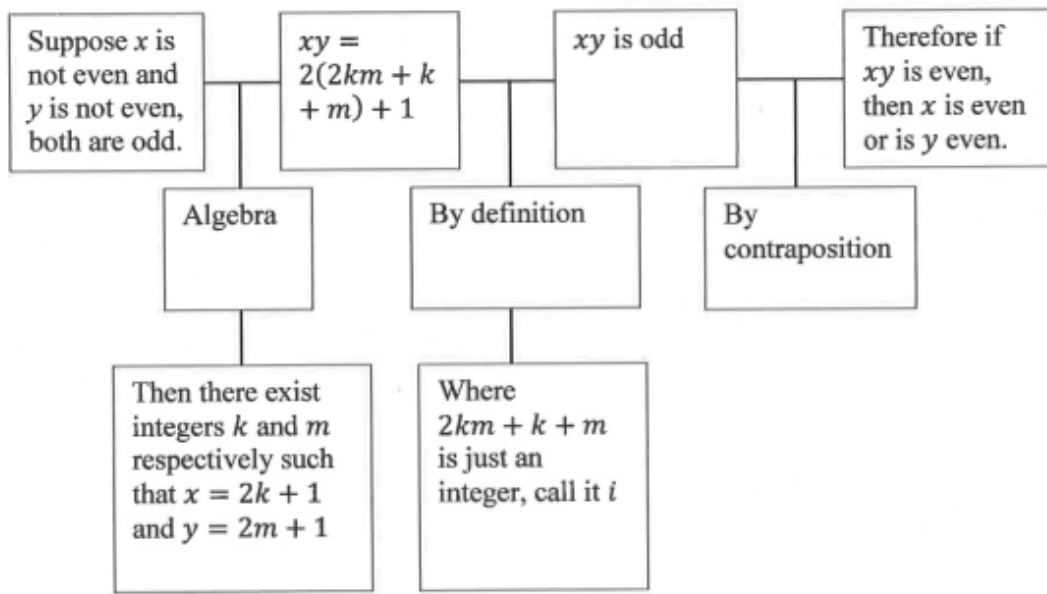 Suppose x is
not even and
y is not even,
both are odd.
xy =
2(2km + k
+ m) + 1
xy is odd
Therefore if
xy is even,
then x is even
or is y even.
Algebra
By definition
By
contraposition
Then there exist
integers k and m
respectively such
that x = 2k + 1
and y = 2m + 1
Where
2km + k + m
is just an
integer, call it i